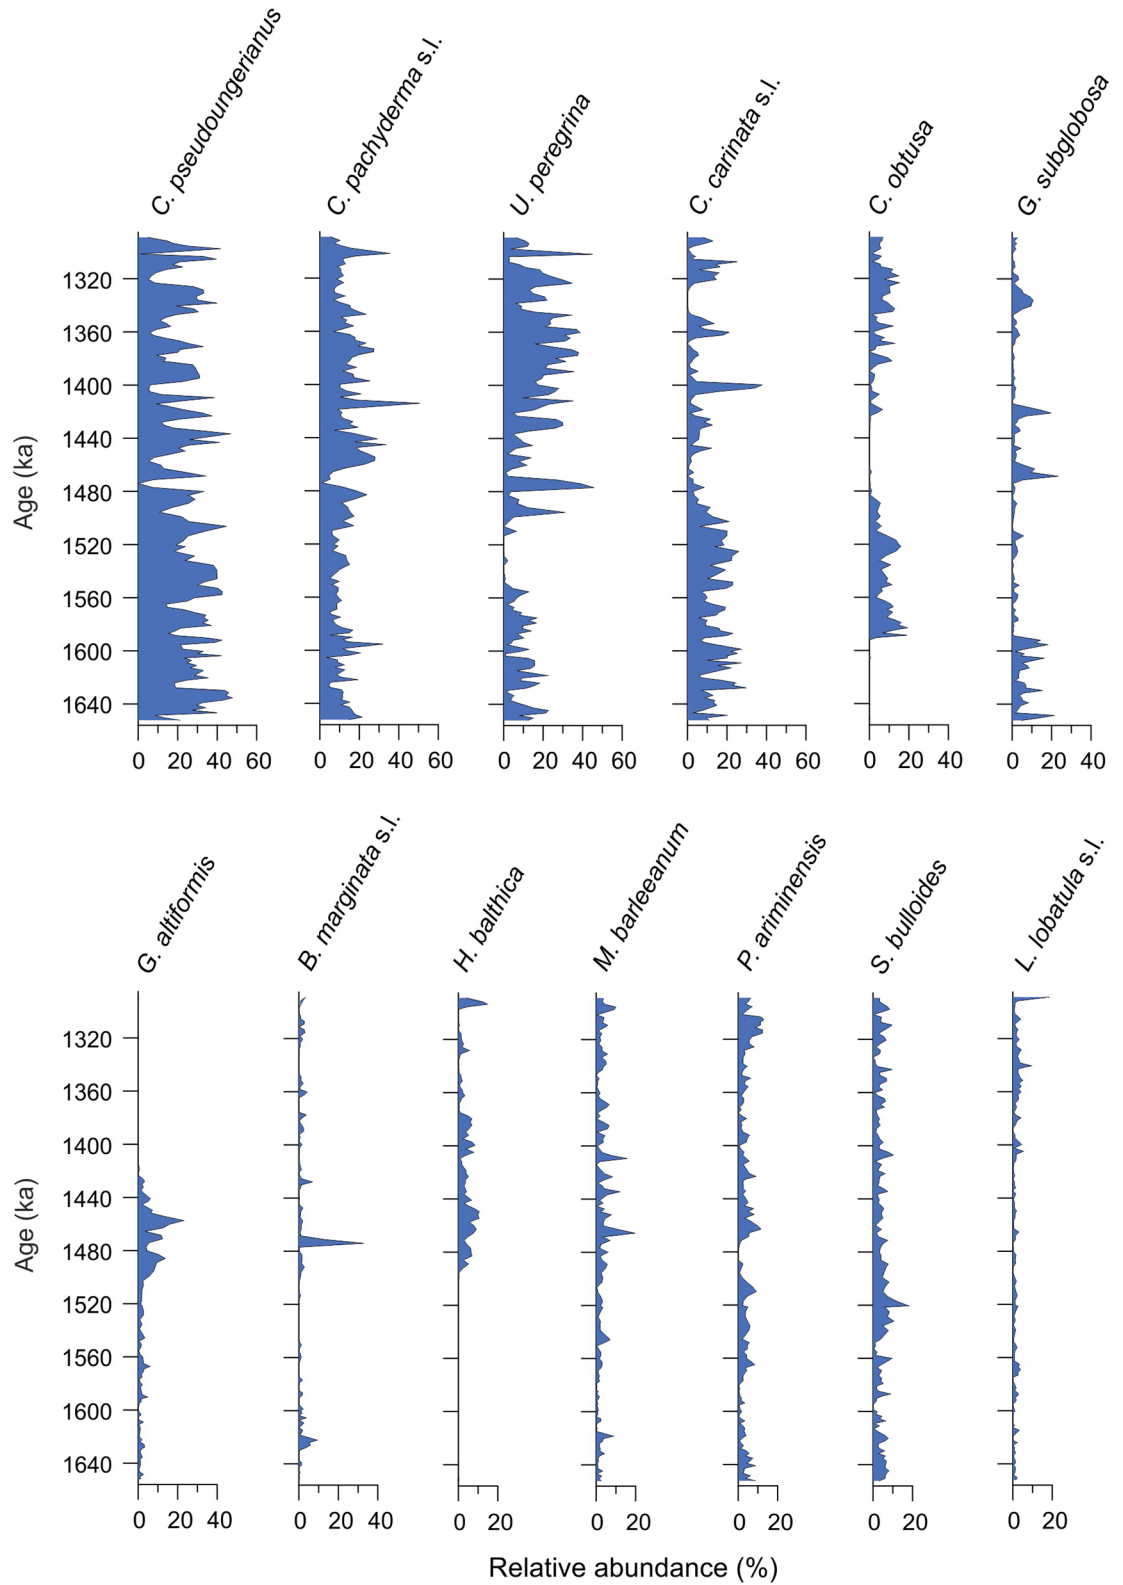 C. pseudoungerianus
C. pachyderma s.l.
U. peregrina
C. carinata s.l.
C. obtusa
G. subglobosa
Age (ka)
1320
1360
1400
1440
1480
1520
1560
1600
1640
0 20 40 60
0 20 40 60
0 20 40 60
0 20 40 60
0 20 40
0 20 40
G. altiformis
B. marginata s.l.
H. balthica
M. barleeanum
P. ariminensis
S. bulloides
L. lobatula s.l.
Age (ka)
1320
1360
1400
1440
1480
1520
1560
1600
1640
0 20 40
0 20 40
0 20
0 20
0 20
0 20
0 20
Relative abundance (%)